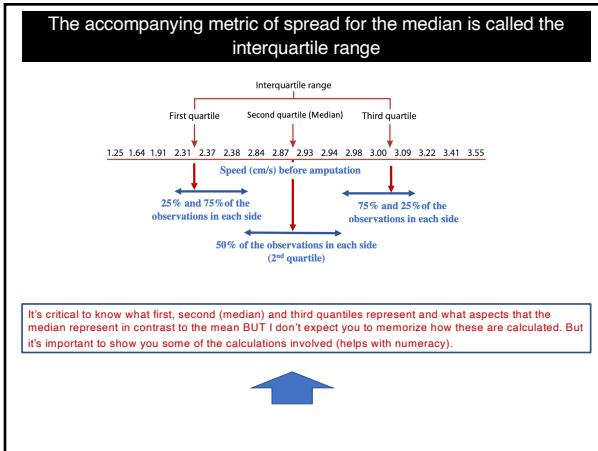 The accompanying metric of spread for the median is called the
interquartile range
Interquartile range
First quartile Second quartile (Median) Third quartile
1.25 1.64 1.91 2.31 2.37 2.38 2.84 2.87 2.93 2.94 2.98 3.00 3.09 3.22 3.41 3.55
Speed (cm/s) before amputation
25% and 75%of the
observations in each side
75% and 25%of the
observations in each side
50% of the observations in each side
(2nd quartile)
It's critical to know what first, second (median) and third quantiles represent and what aspects that the
median represent in contrast to the mean BUT I don't expect you to memorize how these are calculated. But
it's important to show you some of the calculations involved (helps with numeracy).